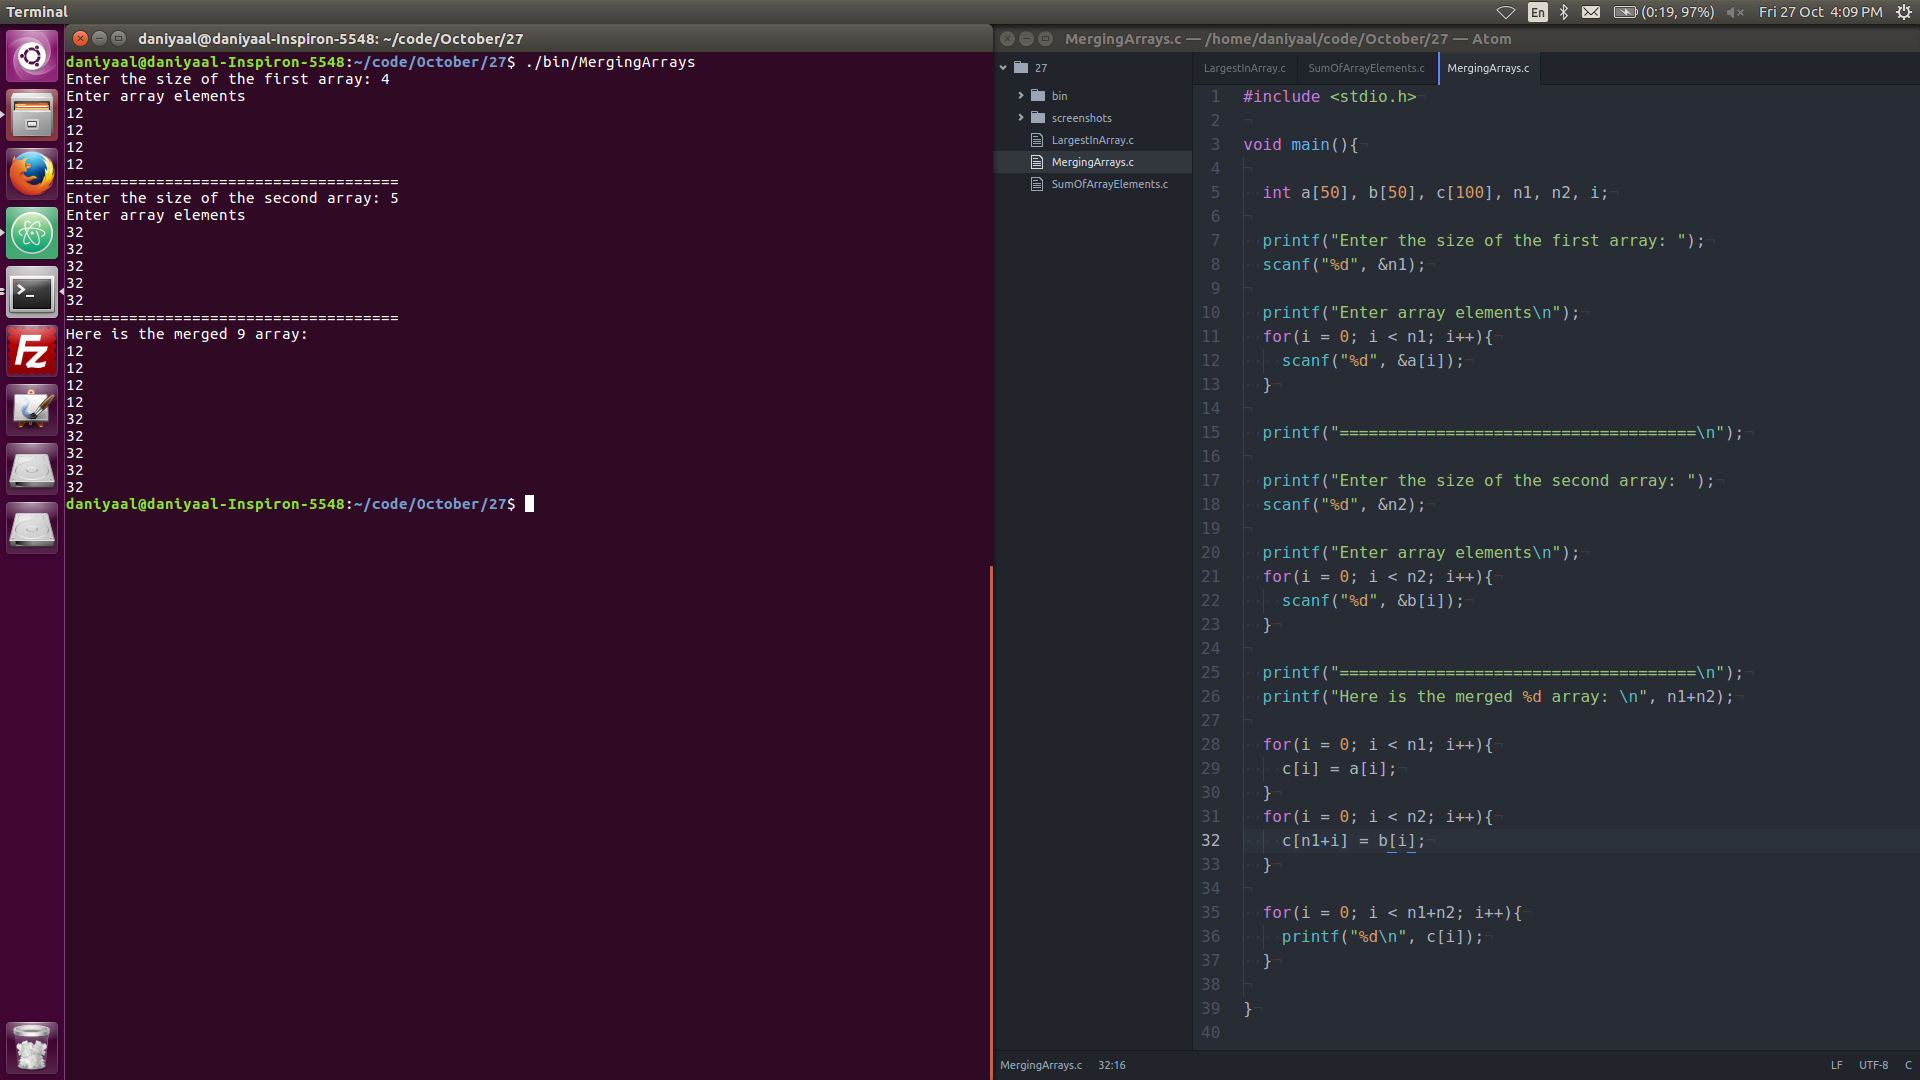 Terminal
En (0:19, 97%) Fri 27 Oct 4:09 PM
daniyaal@daniyaal-Inspiron-5548: ~/code/October/27
daniyaal@daniyaal-Inspiron-5548:~/code/October/27$ ./bin/MergingArrays
Enter the size of the first array: 4
Enter array elements
12
12
12
12
=====================================
Enter the size of the second array: 5
Enter array elements
32
32
32
32
32
=====================================
Here is the merged 9 array:
12
12
12
12
32
32
32
32
32
daniyaal@daniyaal-Inspiron-5548:~/code/October/27$
Fz
MergingArrays.c — /home/daniyaal/code/October/27 — Atom
27
bin
screenshots
LargestInArray.c
MergingArrays.c
SumOfArrayElements.c
LargestInArray.c SumOfArrayElements.c MergingArrays.c
1 #include <stdio.h>
2
3 void main(){
4
5 int a[50], b[50], c[100], n1, n2, i;
6
7 printf("Enter the size of the first array: ");
8 scanf("%d", &n1);
9
10 printf("Enter array elements\n");
11 for(i = 0; i < n1; i++){
12 scanf("%d", &a[i]);
13 }
14
15 printf("=====================================\n");
16
17 printf("Enter the size of the second array: ");
18 scanf("%d", &n2);
19
20 printf("Enter array elements\n");
21 for(i = 0; i < n2; i++){
22 scanf("%d", &b[i]);
23 }
24
25 printf("=====================================\n");
26 printf("Here is the merged %d array: \n", n1+n2);
27
28 for(i = 0; i < n1; i++){
29 c[i] = a[i];
30 }
31 for(i = 0; i < n2; i++){
32 c[n1+i] = b[i];
33 }
34
35 for(i = 0; i < n1+n2; i++){
36 printf("%d\n", c[i]);
37 }
38
39 }
40
MergingArrays.c 32:16 LF UTF-8 C